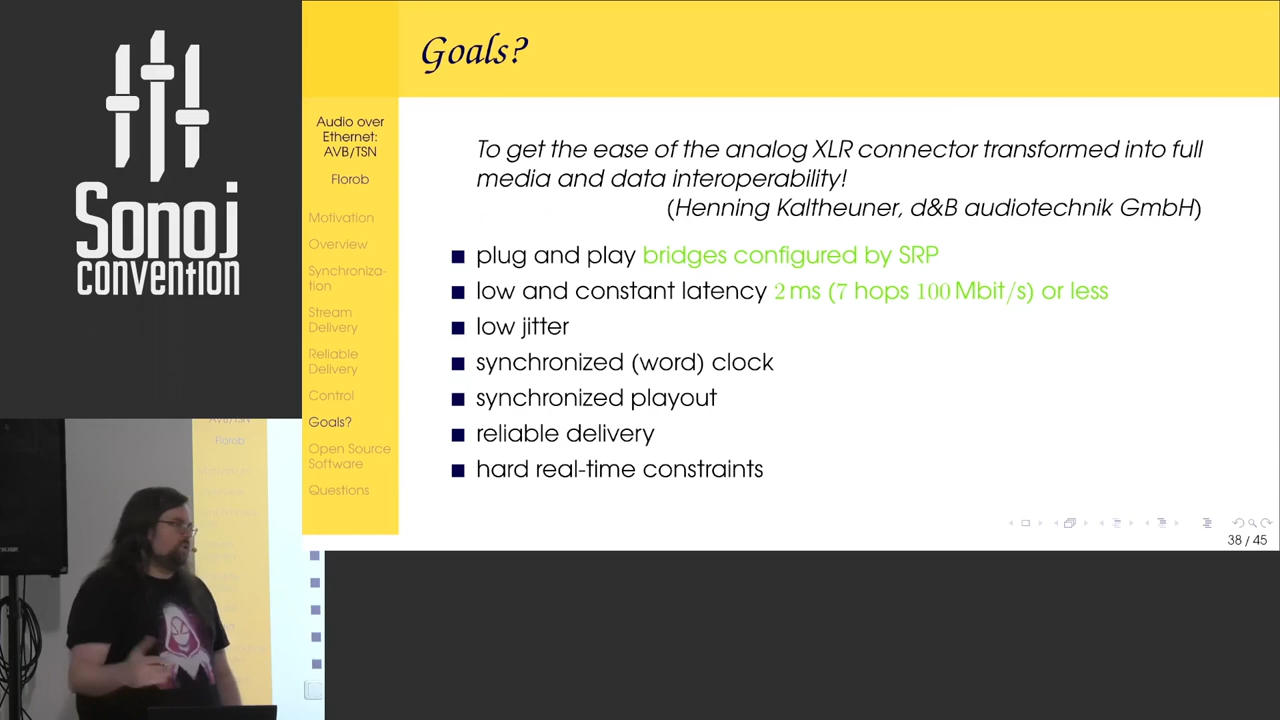 Sonoj
convention
Goals?
Audio over
Ethernet:
AVB/TSN
Florob
Motivation
Overview
Synchroniza-
tion
Stream
Delivery
Reliable
Delivery
Control
Goals?
Open Source
Software
Questions
To get the ease of the analog XLR connector transformed into full
media and data interoperability!
(Henning Kaltheuner, d&B audiotechnik GmbH)
plug and play bridges configured by SRP
low and constant latency 2 ms (7 hops 100 Mbit/s) or less
low jitter
synchronized (word) clock
synchronized playout
reliable delivery
hard real-time constraints
38 / 45
AVB/TSN
Florob